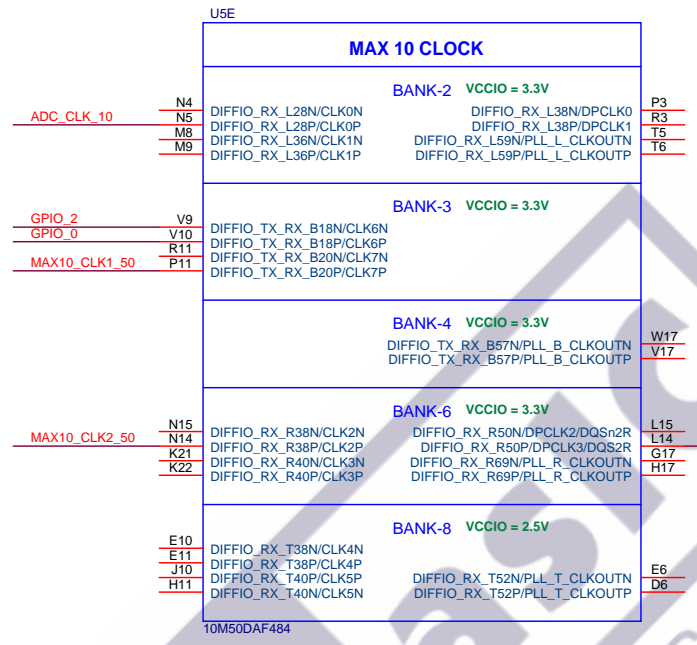 U5E
MAX 10 CLOCK
BANK-2 VCCIO = 3.3V
N4 DIFFIO_RX_L28N/CLK0N DIFFIO_RX_L38N/DPCLK0 P3
ADC_CLK_10 N5 DIFFIO_RX_L28P/CLK0P DIFFIO_RX_L38P/DPCLK1 R3
M8 DIFFIO_RX_L36N/CLK1N DIFFIO_RX_L59N/PLL_L_CLKOUTN T5
M9 DIFFIO_RX_L36P/CLK1P DIFFIO_RX_L59P/PLL_L_CLKOUTP T6
BANK-3 VCCIO = 3.3V
GPIO_2 V9 DIFFIO_TX_RX_B18N/CLK6N
GPIO_0 V10 DIFFIO_TX_RX_B18P/CLK6P
R11 DIFFIO_TX_RX_B20N/CLK7N
MAX10_CLK1_50 P11 DIFFIO_TX_RX_B20P/CLK7P
BANK-4 VCCIO = 3.3V
DIFFIO_TX_RX_B57N/PLL_B_CLKOUTN W17
DIFFIO_TX_RX_B57P/PLL_B_CLKOUTP V17
BANK-6 VCCIO = 3.3V
N15 DIFFIO_RX_R38N/CLK2N DIFFIO_RX_R50N/DPCLK2/DQSn2R L15
MAX10_CLK2_50 N14 DIFFIO_RX_R38P/CLK2P DIFFIO_RX_R50P/DPCLK3/DQS2R L14
K21 DIFFIO_RX_R40N/CLK3N DIFFIO_RX_R69N/PLL_R_CLKOUTN G17
K22 DIFFIO_RX_R40P/CLK3P DIFFIO_RX_R69P/PLL_R_CLKOUTP H17
BANK-8 VCCIO = 2.5V
E10 DIFFIO_RX_T38N/CLK4N
E11 DIFFIO_RX_T38P/CLK4P
J10 DIFFIO_RX_T40P/CLK5P DIFFIO_RX_T52N/PLL_T_CLKOUTN E6
H11 DIFFIO_RX_T40N/CLK5N DIFFIO_RX_T52P/PLL_T_CLKOUTP D6
10M50DAF484